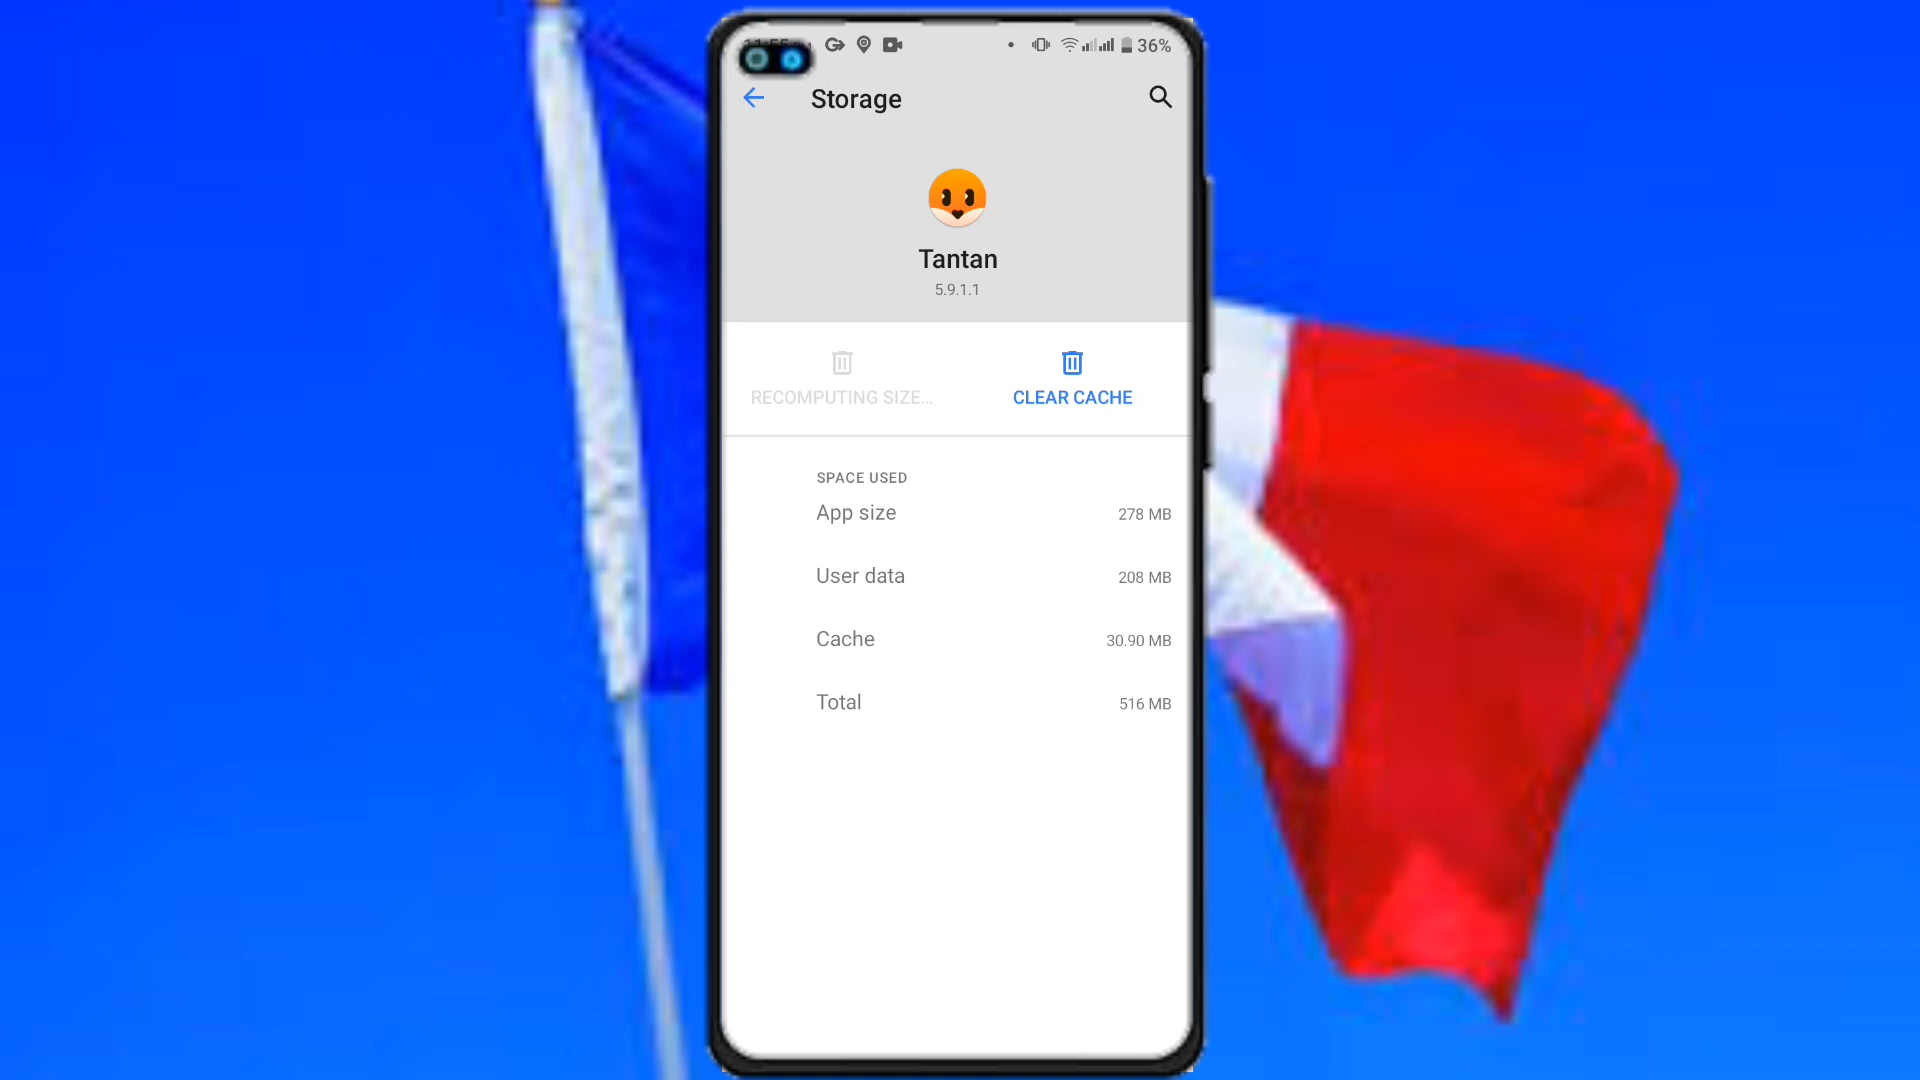 36%
Storage
Tantan
5.9.1.1
RECOMPUTING SIZE...
CLEAR CACHE
SPACE USED
App size
278 MB
User data
208 MB
Cache
30.90 MB
Total
516 MB